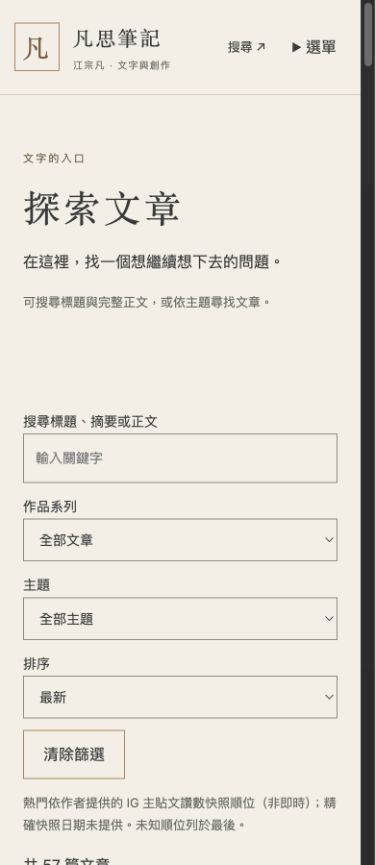 凡
凡思筆記
江宗凡 · 文字與創作
搜尋 ↗
▶ 選單
文字的入口
探索文章
在這裡，找一個想繼續想下去的問題。
可搜尋標題與完整正文，或依主題尋找文章。
搜尋標題、摘要或正文
輸入關鍵字
作品系列
全部文章
主題
全部主題
排序
最新
清除篩選
熱門依作者提供的 IG 主貼文讚數快照順位（非即時）；精
確快照日期未提供。未知順位列於最後。
共 57 篇文章